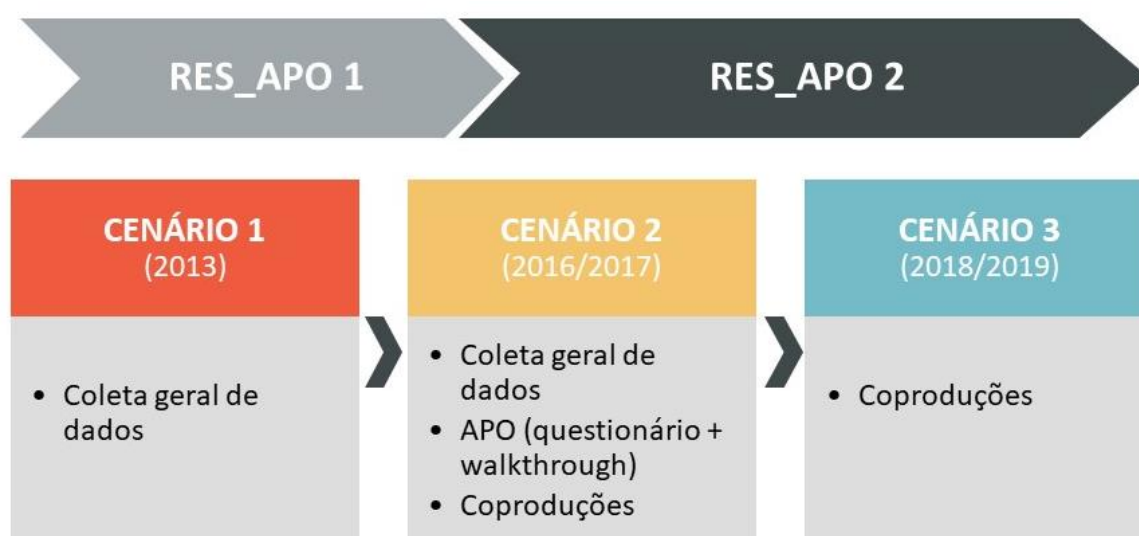 RES_APO 1
RES_APO 2
CENÁRIO 1
(2013)
• Coleta geral de
dados
CENÁRIO 2
(2016/2017)
• Coleta geral de
dados
• APO (questionário +
walkthrough)
• Coproduções
CENÁRIO 3
(2018/2019)
• Coproduções